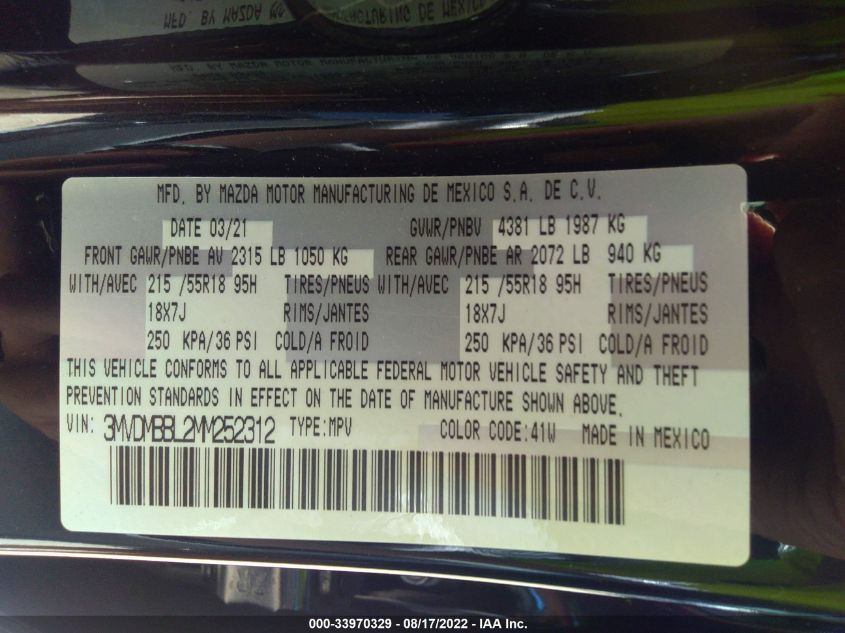 MFD. BY MAZDA MOTOR MANUFACTURING DE MEXICO S.A. DE C.V.
DATE 03/21 GVWR/PNBV 4381 LB 1987 KG
FRONT GAWR/PNBE AV 2315 LB 1050 KG REAR GAWR/PNBE AR 2072 LB 940 KG
WITH/AVEC 215 /55R18 95H TIRES/PNEUS WITH/AVEC 215 /55R18 95H TIRES/PNEUS
18X7J RIMS/JANTES 18X7J RIMS/JANTES
250 KPA/36 PSI COLD/A FROID 250 KPA/36 PSI COLD/A FROID
THIS VEHICLE CONFORMS TO ALL APPLICABLE FEDERAL MOTOR VEHICLE SAFETY AND THEFT
PREVENTION STANDARDS IN EFFECT ON THE DATE OF MANUFACTURE SHOWN ABOVE.
VIN: 3MVDMBBL2MM252312 TYPE:MPV COLOR CODE:41W MADE IN MEXICO
000-33970329 - 08/17/2022 - IAA Inc.